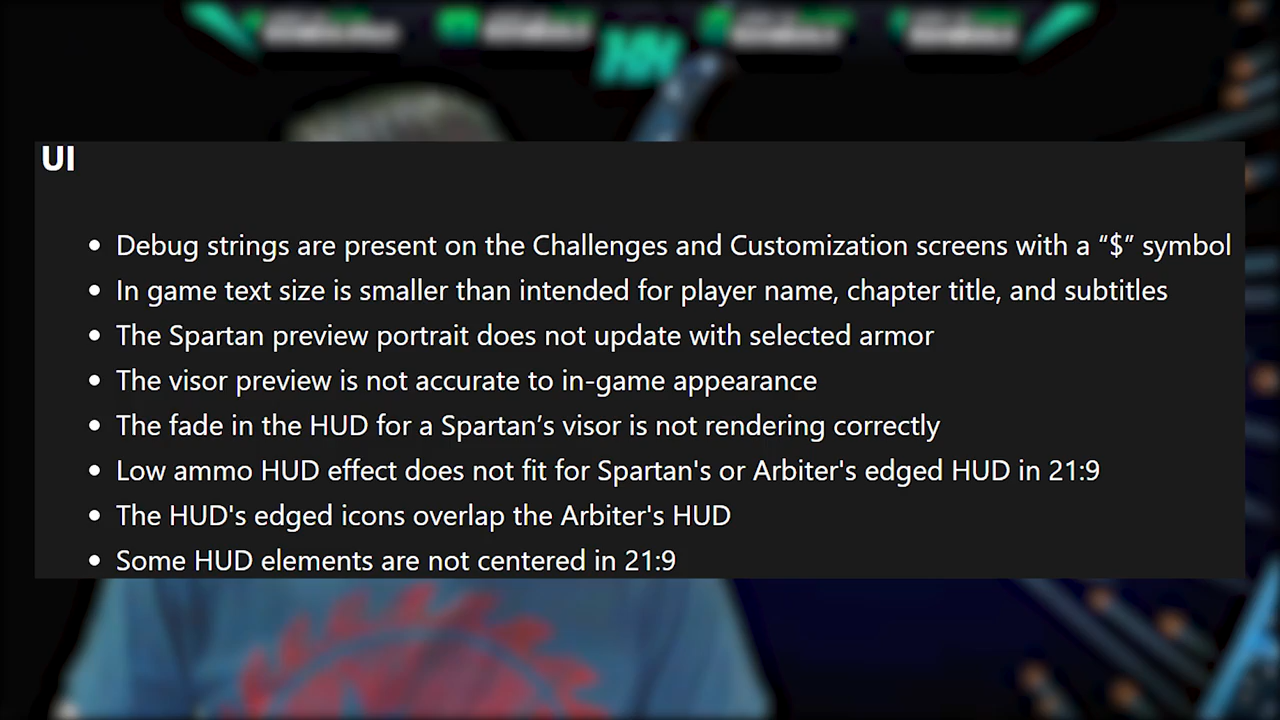 UI
• Debug strings are present on the Challenges and Customization screens with a “$” symbol
• In game text size is smaller than intended for player name, chapter title, and subtitles
• The Spartan preview portrait does not update with selected armor
• The visor preview is not accurate to in-game appearance
• The fade in the HUD for a Spartan’s visor is not rendering correctly
• Low ammo HUD effect does not fit for Spartan's or Arbiter's edged HUD in 21:9
• The HUD's edged icons overlap the Arbiter's HUD
• Some HUD elements are not centered in 21:9